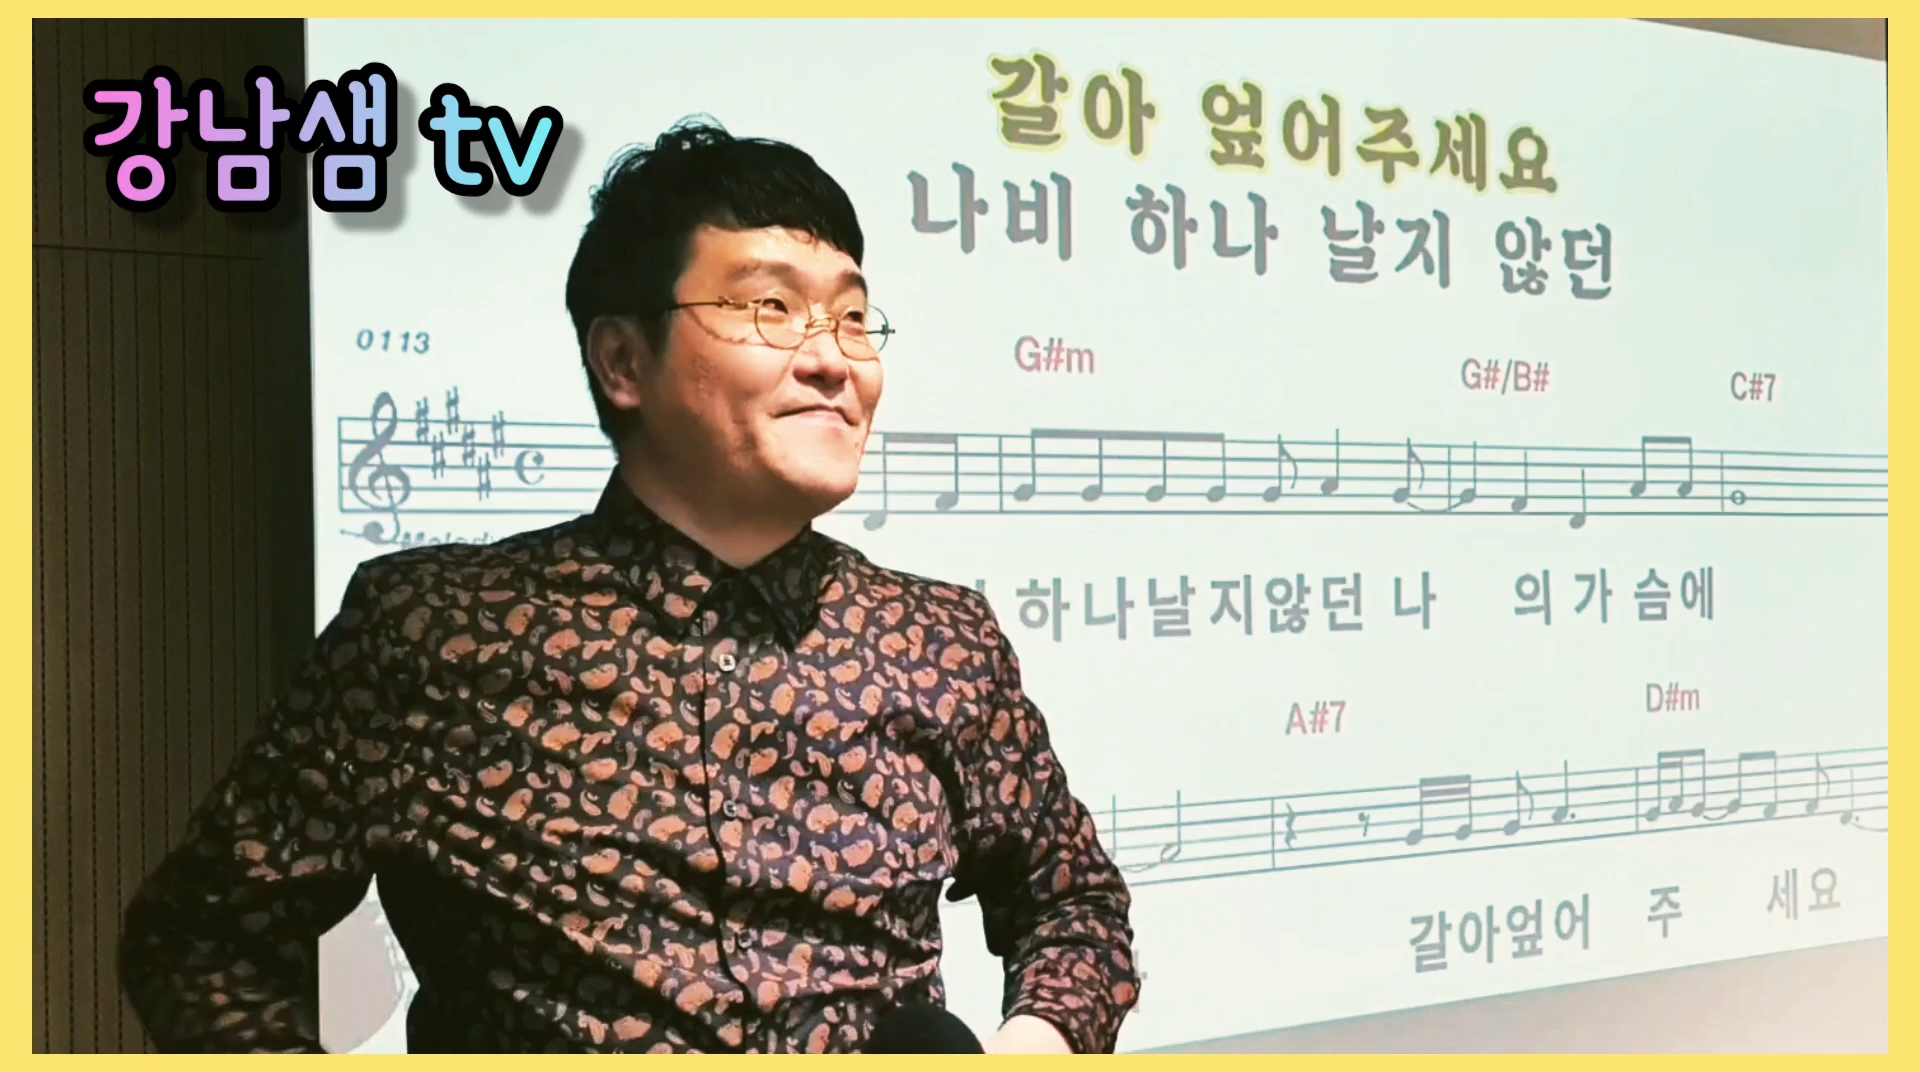 강남샘 tv
갈아 엎어주세요
나비 하나 날지 않던
0113
G#m G#/B# C#7
Melody
하나날지않던 나 의 가 슴에
A#7 D#m
갈아엎어 주 세요